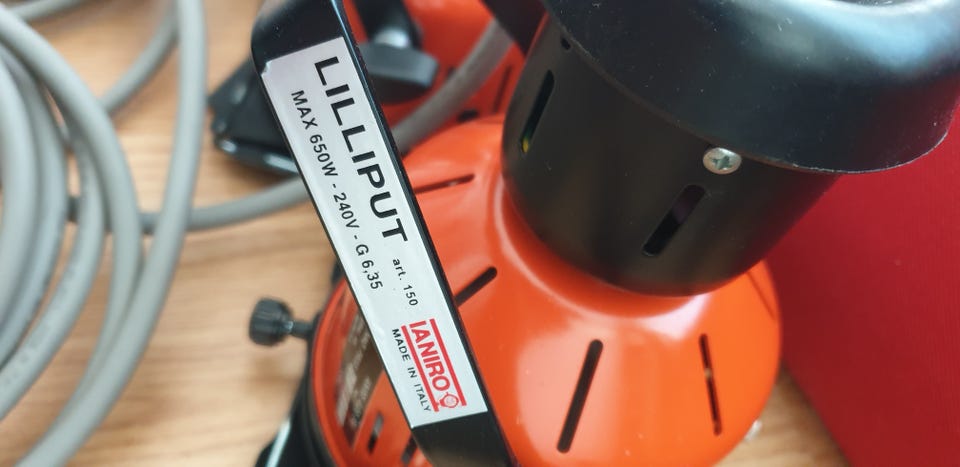 LILLIPUT art. 150
MAX 650W - 240V - G 6,35
IANIRO
MADE IN ITALY